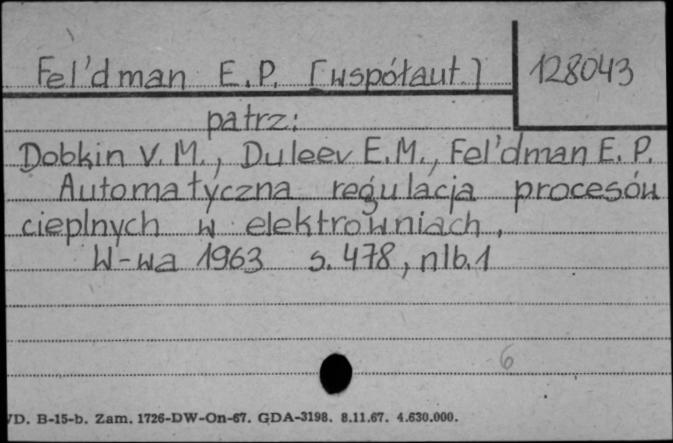 Fel'dman E.P. [współaut.] 128043
patrz:
Dobkin V. M., Duleev E.M., Fel'dman E. P.
Automatyczna regulacja procesów
cieplnych w elektrowniach,
W-wa 1963 s. 478, nlb. 1
6
VD. B-15-b. Zam. 1726-DW-On-67. GDA-3198. 8.11.67. 4.630.000.